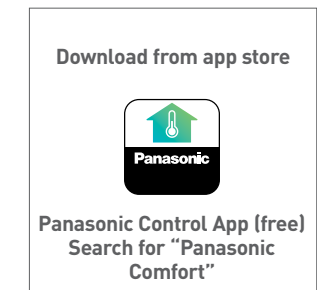 Download from app store
Panasonic
Panasonic Control App (free)
Search for “Panasonic
Comfort”